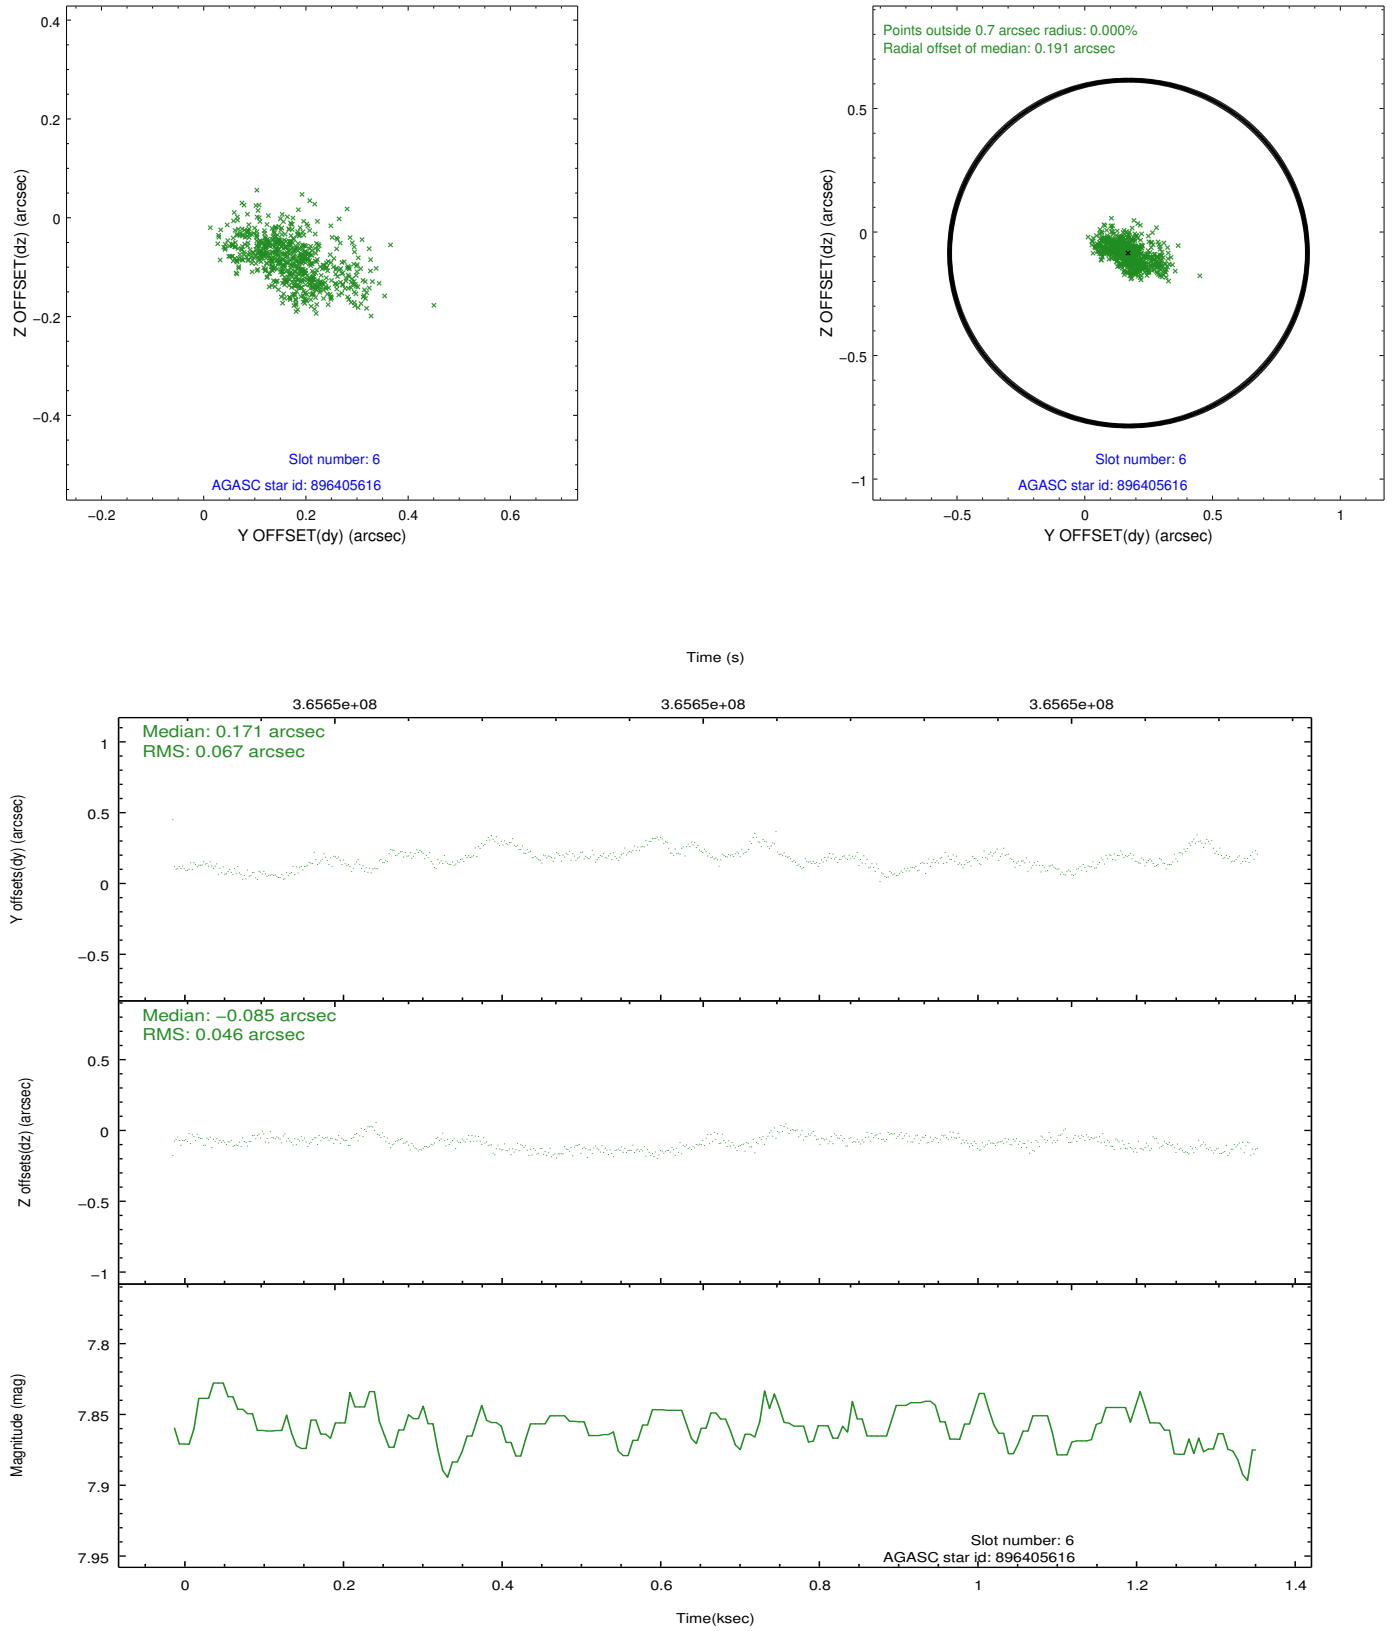 0.4
0.2
0
−0.2
−0.4
Z OFFSET(dz) (arcsec)
Slot number: 6
AGASC star id: 896405616
−0.2 0 0.2 0.4 0.6
Y OFFSET(dy) (arcsec)
Points outside 0.7 arcsec radius: 0.000%
Radial offset of median: 0.191 arcsec
0.5
0
−0.5
−1
Z OFFSET(dz) (arcsec)
Slot number: 6
AGASC star id: 896405616
−0.5 0 0.5 1
Y OFFSET(dy) (arcsec)
Time (s)
3.6565e+08 3.6565e+08 3.6565e+08
Median: 0.171 arcsec
RMS: 0.067 arcsec
1
0.5
0
−0.5
Y offsets(dy) (arcsec)
Median: −0.085 arcsec
RMS: 0.046 arcsec
0.5
0
−0.5
−1
Z offsets(dz) (arcsec)
7.8
7.85
7.9
7.95
Magnitude (mag)
Slot number: 6
AGASC star id: 896405616
0 0.2 0.4 0.6 0.8 1 1.2 1.4
Time(ksec)